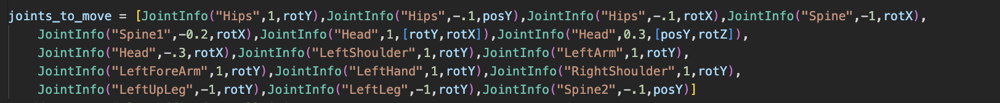 joints_to_move = [JointInfo("Hips",1,rotY),JointInfo("Hips",-.1,posY),JointInfo("Hips",-.1,rotX),JointInfo("Spine",-1,rotX),
JointInfo("Spine1",-0.2,rotX),JointInfo("Head",1,[rotY,rotX]),JointInfo("Head",0.3,[posY,rotZ]),
JointInfo("Head",-.3,rotX),JointInfo("LeftShoulder",1,rotY),JointInfo("LeftArm",1,rotY),
JointInfo("LeftForeArm",1,rotY),JointInfo("LeftHand",1,rotY),JointInfo("RightShoulder",1,rotY),
JointInfo("LeftUpLeg",-1,rotY),JointInfo("LeftLeg",-1,rotY),JointInfo("Spine2",-.1,posY)]